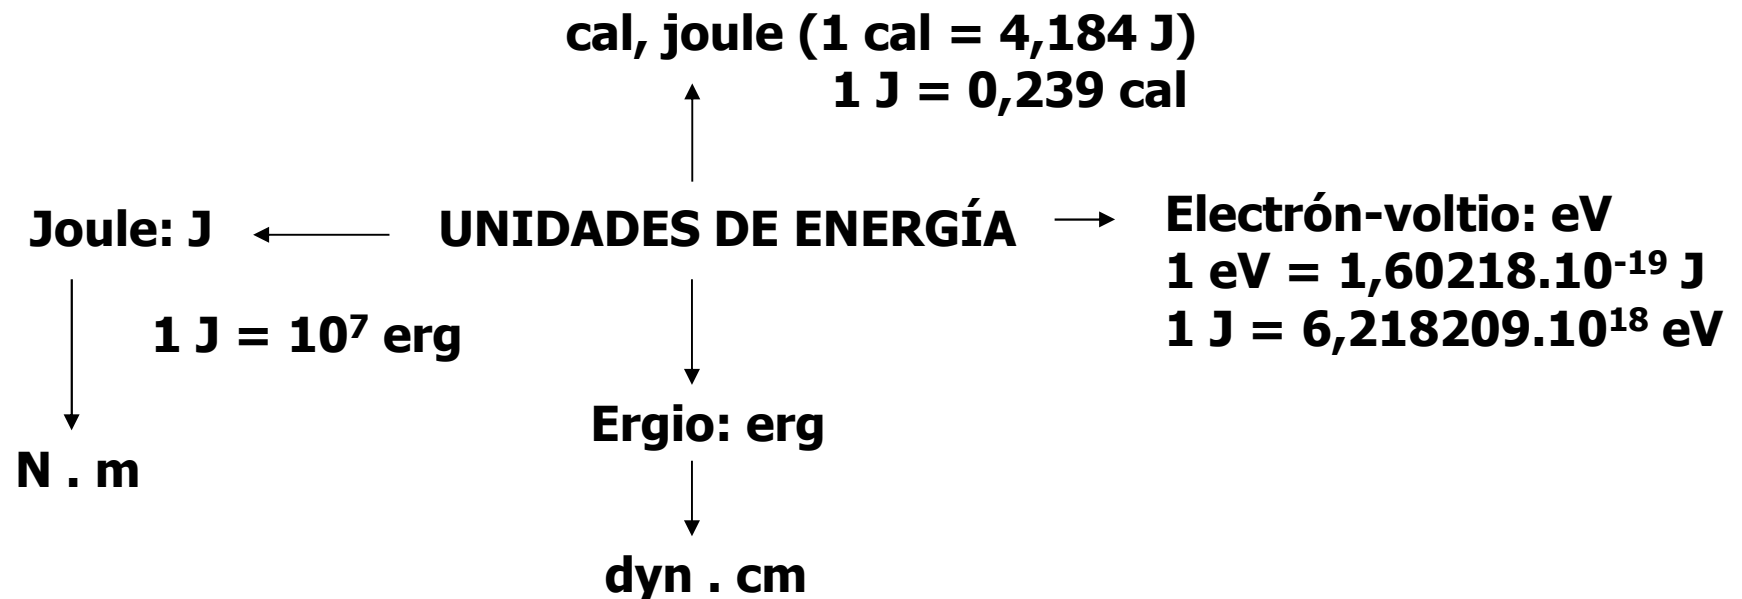 cal, joule (1 cal = 4,184 J)
1 J = 0,239 cal
Joule: J
UNIDADES DE ENERGÍA
Electrón-voltio: eV
1 eV = 1,60218.10⁻¹⁹ J
1 J = 6,218209.10¹⁸ eV
1 J = 10⁷ erg
Ergio: erg
N . m
dyn . cm